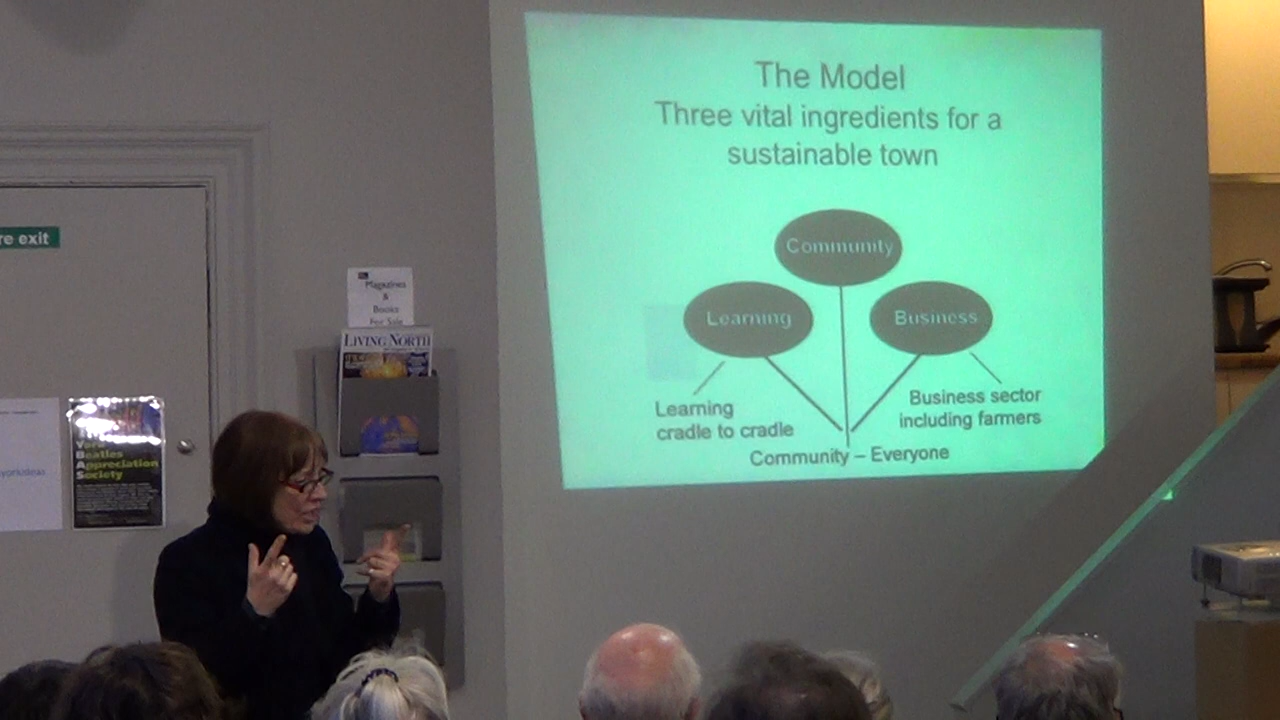 The Model
Three vital ingredients for a
sustainable town
Community
Learning
Business
Learning
cradle to cradle
Business sector
including farmers
Community – Everyone
re exit
Magazines
&
Books
For Sale
LIVING NORTH
Beatles
Appreciation
Society